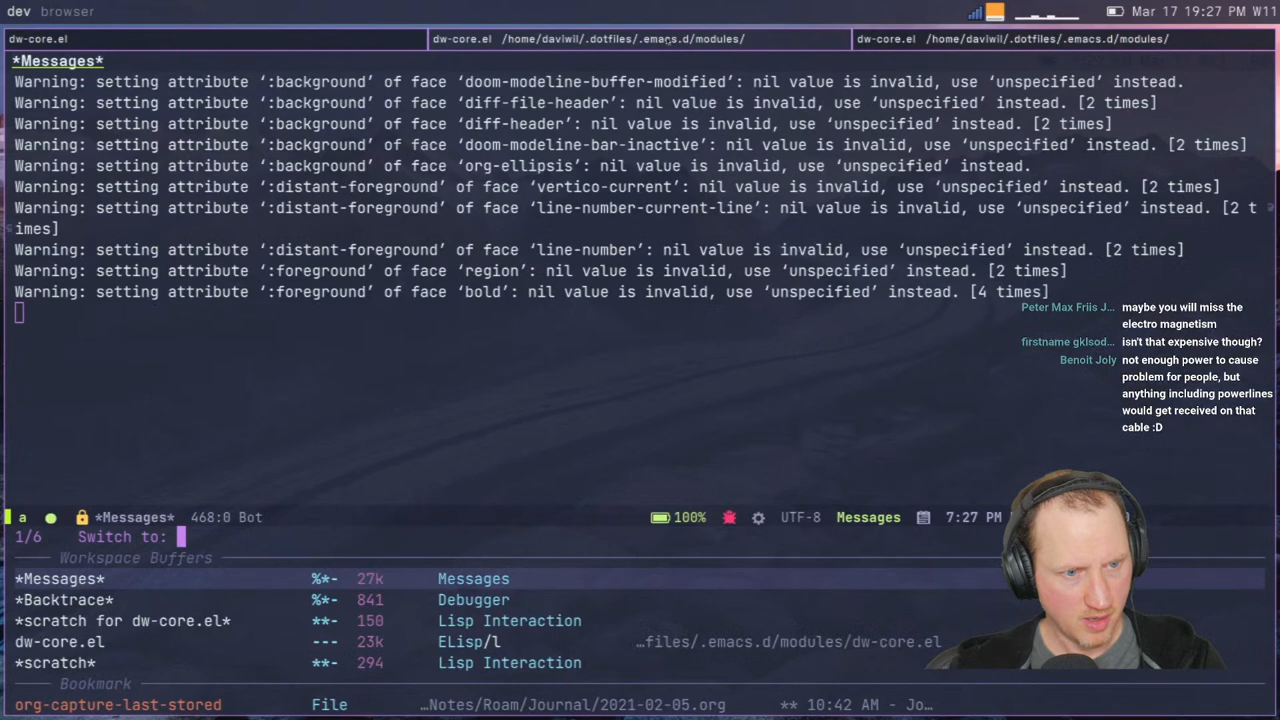 dev browser
Mar 17 19:27 PM W11
dw-core.el
dw-core.el /home/daviwil/.dotfiles/.emacs.d/modules/
dw-core.el /home/daviwil/.dotfiles/.emacs.d/modules/
*Messages*
Warning: setting attribute ‘:background’ of face ‘doom-modeline-buffer-modified’: nil value is invalid, use ‘unspecified’ instead.
Warning: setting attribute ‘:background’ of face ‘diff-file-header’: nil value is invalid, use ‘unspecified’ instead. [2 times]
Warning: setting attribute ‘:background’ of face ‘diff-header’: nil value is invalid, use ‘unspecified’ instead. [2 times]
Warning: setting attribute ‘:background’ of face ‘doom-modeline-bar-inactive’: nil value is invalid, use ‘unspecified’ instead. [2 times]
Warning: setting attribute ‘:background’ of face ‘org-ellipsis’: nil value is invalid, use ‘unspecified’ instead.
Warning: setting attribute ‘:distant-foreground’ of face ‘vertico-current’: nil value is invalid, use ‘unspecified’ instead. [2 times]
Warning: setting attribute ‘:distant-foreground’ of face ‘line-number-current-line’: nil value is invalid, use ‘unspecified’ instead. [2 t
imes]
Warning: setting attribute ‘:distant-foreground’ of face ‘line-number’: nil value is invalid, use ‘unspecified’ instead. [2 times]
Warning: setting attribute ‘:foreground’ of face ‘region’: nil value is invalid, use ‘unspecified’ instead. [2 times]
Warning: setting attribute ‘:foreground’ of face ‘bold’: nil value is invalid, use ‘unspecified’ instead. [4 times]
Peter Max Friis J... maybe you will miss the
electro magnetism
firstname gklsod... isn't that expensive though?
Benoit Joly not enough power to cause
problem for people, but
anything including powerlines
would get received on that
cable :D
a *Messages* 468:0 Bot 100% UTF-8 Messages 7:27 PM
1/6 Switch to:
Workspace Buffers
*Messages* %*- 27k Messages
*Backtrace* %*- 841 Debugger
*scratch for dw-core.el* **- 150 Lisp Interaction
dw-core.el --- 23k ELisp/l …files/.emacs.d/modules/dw-core.el
*scratch* **- 294 Lisp Interaction
Bookmark
org-capture-last-stored File …Notes/Roam/Journal/2021-02-05.org ** 10:42 AM - Jo…